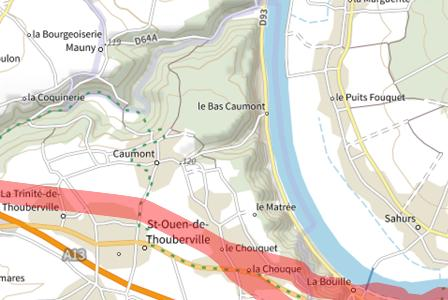 la Marguerite
la Bourgeoiserie
Mauny
119
D64A
D93
la Coquinerie
le Bas Caumont
le Puits Fouquet
Caumont
120
La Trinité-de-
Thouberville
St-Ouen-de-
Thouberville
le Matrée
Sahurs
A13
le Chouquet
la Chouque
La Bouille